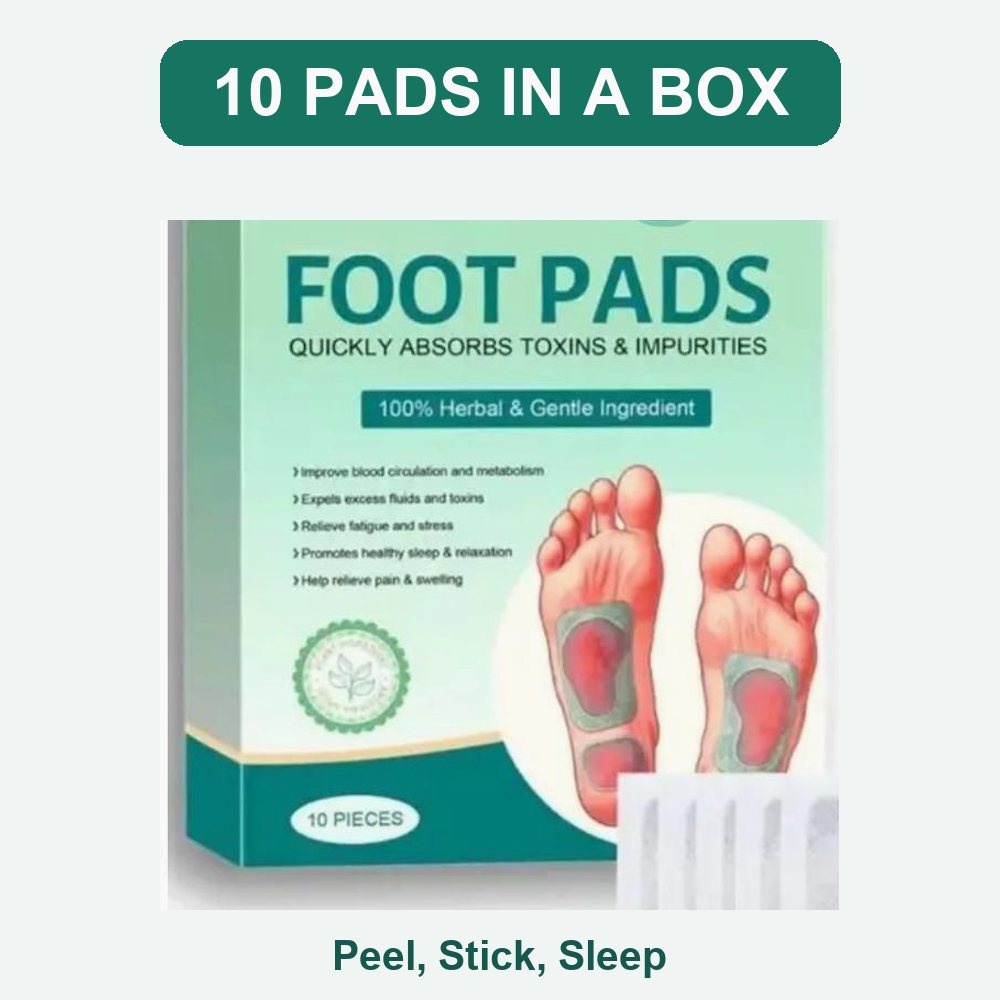 10 PADS IN A BOX
FOOT PADS
QUICKLY ABSORBS TOXINS & IMPURITIES
100% Herbal & Gentle Ingredient
Improve blood circulation and metabolism
Expels excess fluids and toxins
Relieve fatigue and stress
Promotes healthy sleep & relaxation
Help relieve pain & swelling
10 PIECES
Peel, Stick, Sleep